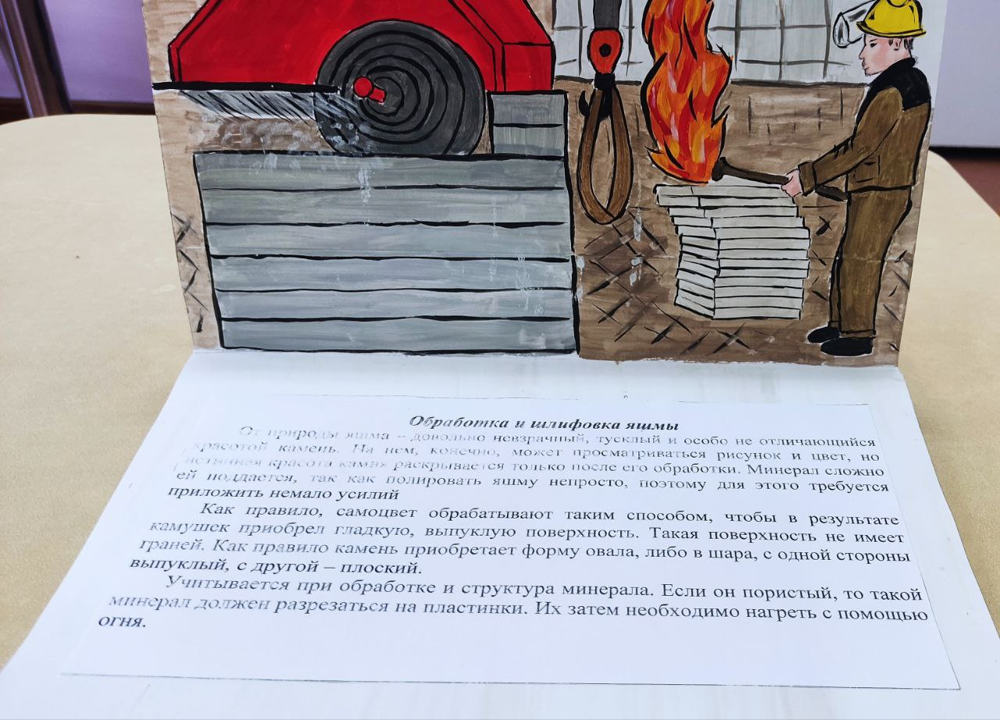 Обработка и шлифовка яшмы
От природы яшма – довольно невзрачный, тусклый и особо не отличающийся
красотой камень. На нем, конечно, может просматриваться рисунок и цвет, но
истинная красота камня раскрывается только после его обработки. Минерал сложно
ей поддается, так как полировать яшму непросто, поэтому для этого требуется
приложить немало усилий
Как правило, самоцвет обрабатывают таким способом, чтобы в результате
камушек приобрел гладкую, выпуклую поверхность. Такая поверхность не имеет
граней. Как правило камень приобретает форму овала, либо в шара, с одной стороны
выпуклый, с другой – плоский.
Учитывается при обработке и структура минерала. Если он пористый, то такой
минерал должен разрезаться на пластинки. Их затем необходимо нагреть с помощью
огня.